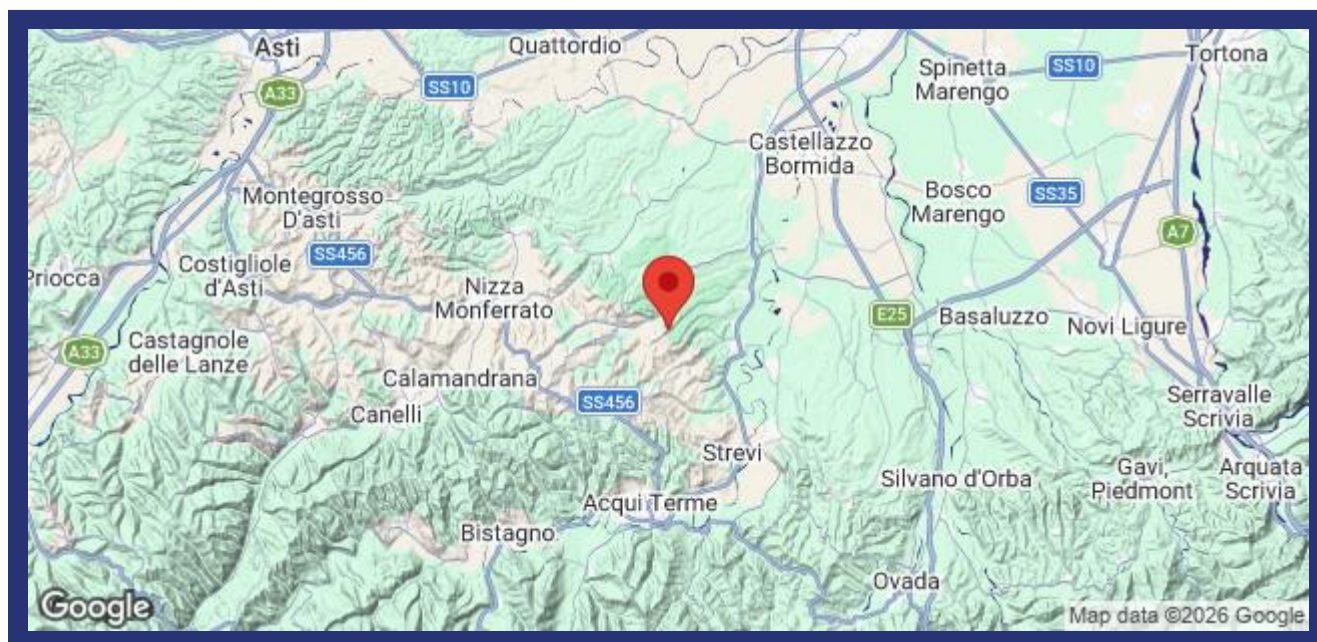 Asti
Quattordio
Tortona
SS10
Spinetta
Marengo
A33
SS10
Castellazzo
Bormida
Montegrosso
D'asti
Bosco
Marengo
SS35
A7
SS456
Priocca
Costigliole
d'Asti
Nizza
Monferrato
E25
Basaluzzo
Novi Ligure
A33
Castagnole
delle Lanze
Calamandrana
Canelli
SS456
Serravalle
Scrivia
Strevi
Silvano d'Orba
Gavi,
Piedmont
Arquata
Scrivia
Acqui Terme
Bistagno
Ovada
Google
Map data ©2026 Google